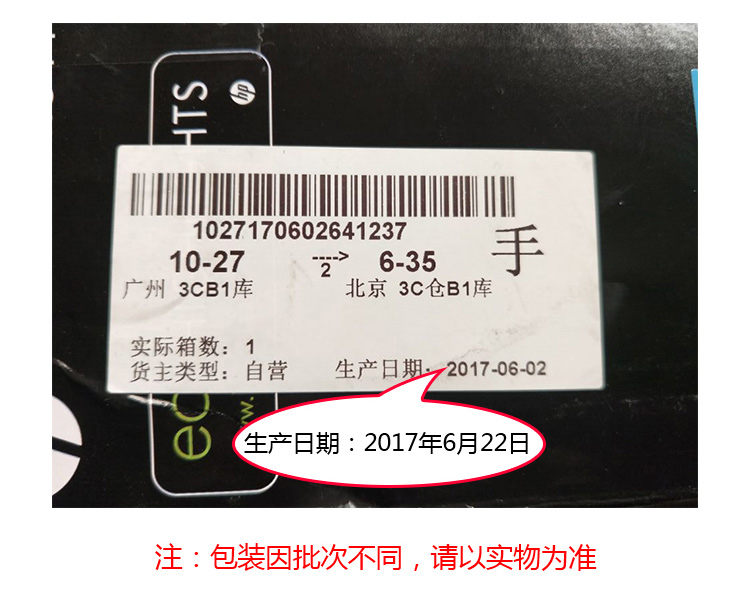 HTS
hp
1027170602641237
10-27 ----> 6-35 手
2
广州 3CB1库 北京 3C仓B1库
实际箱数：1
货主类型：自营 生产日期：2017-06-02
生产日期：2017年6月22日
注：包装因批次不同，请以实物为准